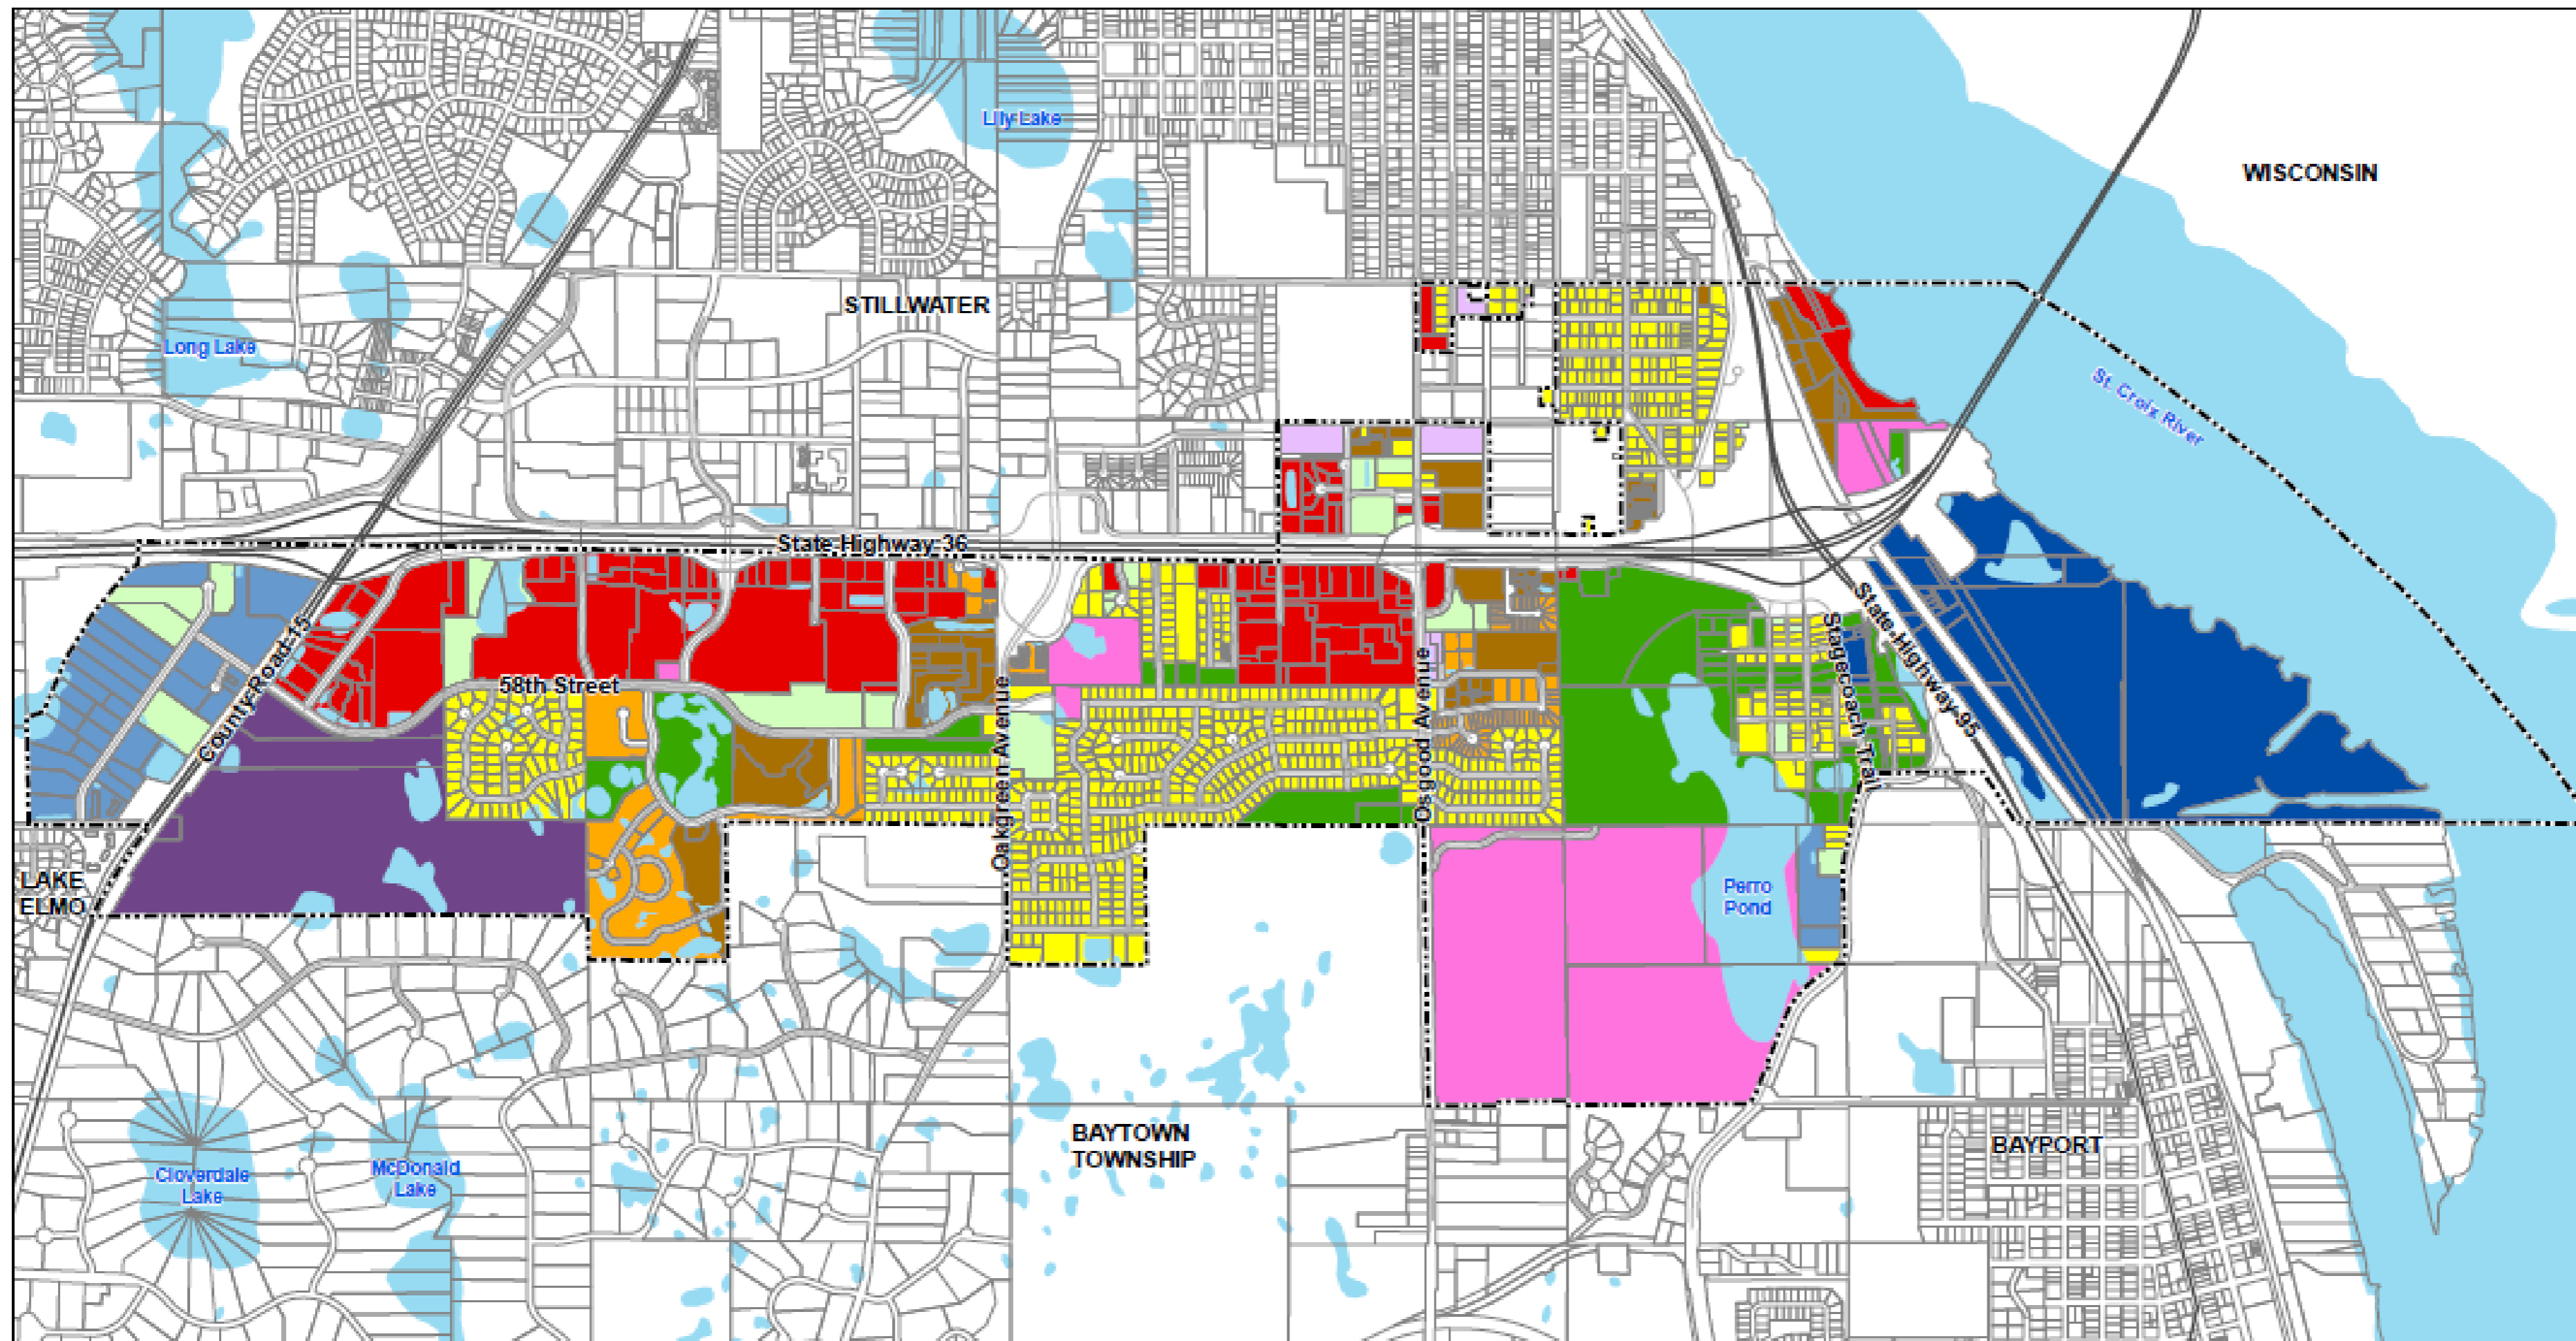 Lily Lake
WISCONSIN
STILLWATER
Long Lake
St. Croix River
State Highway 36
County Road 15
58th Street
Oakgreen Avenue
Osgood Avenue
Stagecoach Trail
State Highway 95
LAKE
ELMO
Perro
Pond
BAYTOWN
TOWNSHIP
BAYPORT
Cloverdale
Lake
McDonald
Lake